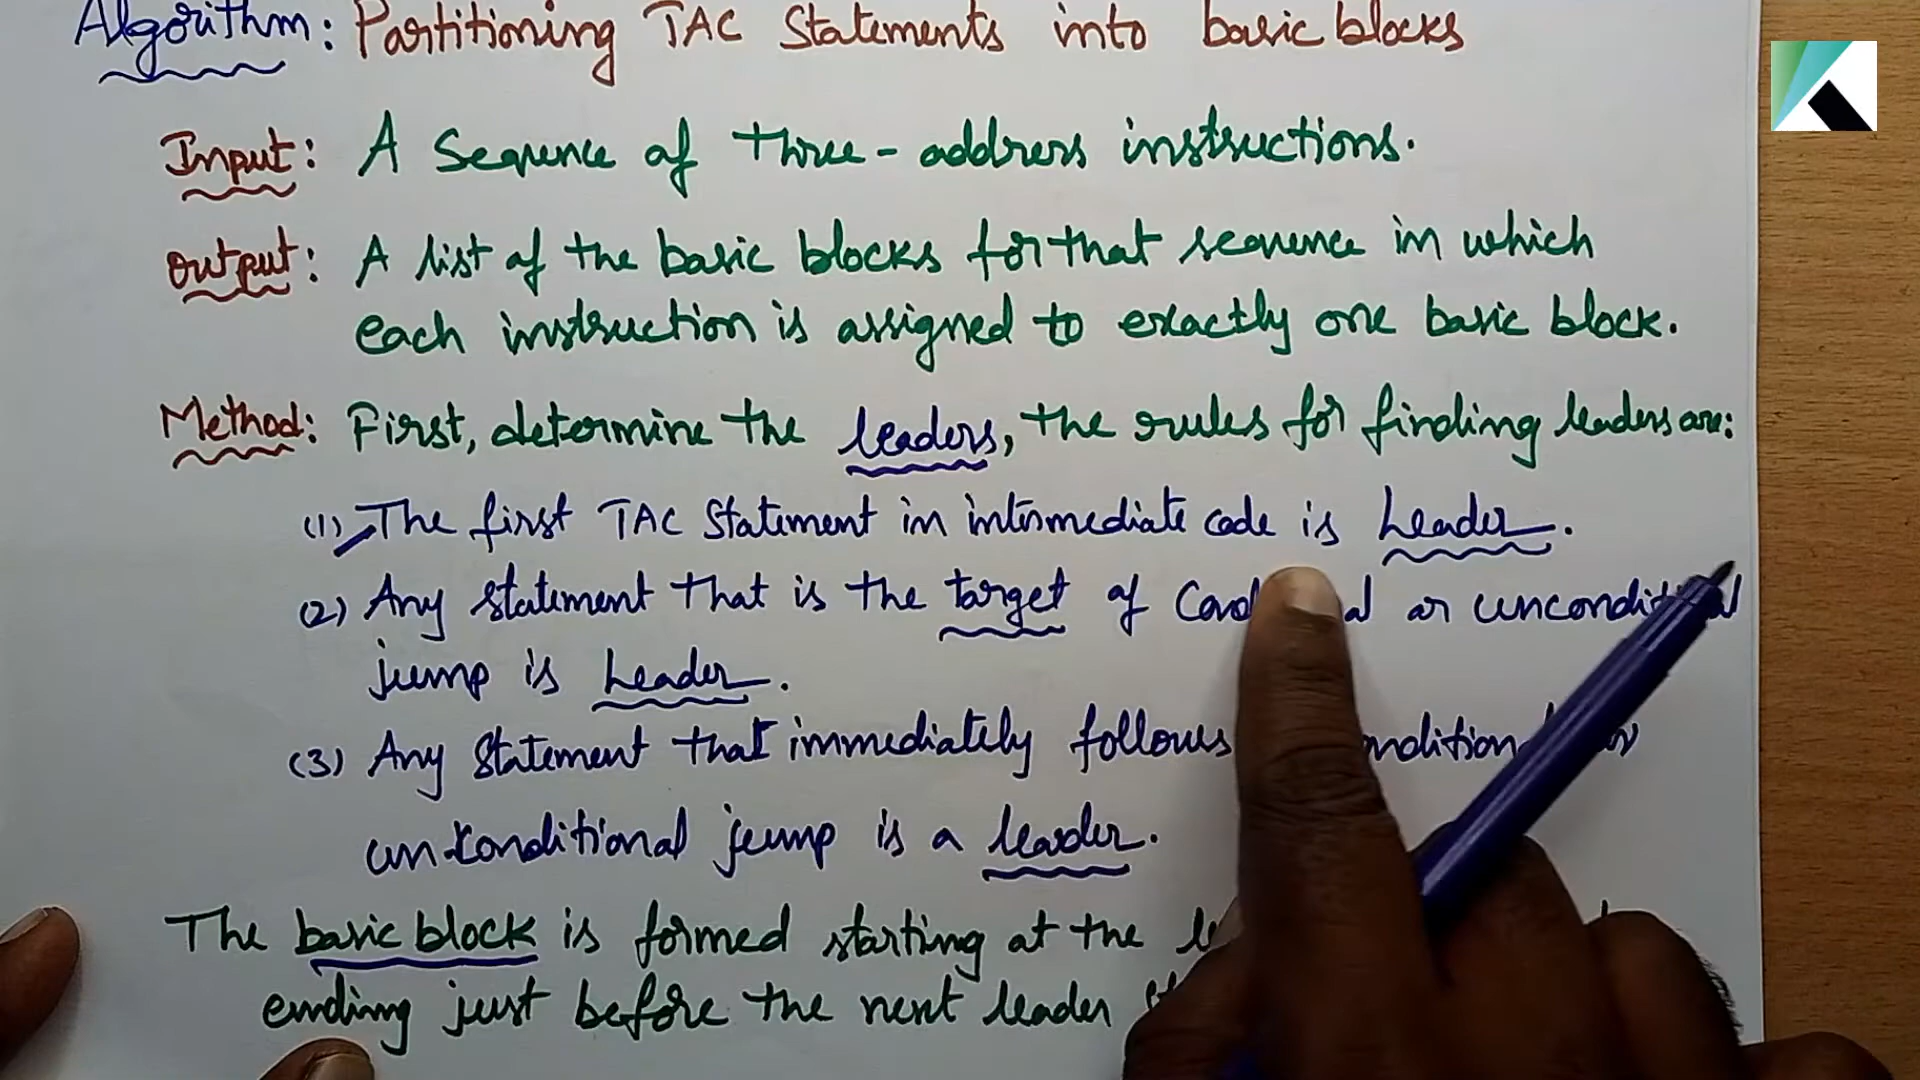 Algorithm: Partitioning TAC Statements into basic blocks
Input: A Sequence of three-address instructions.
Output: A list of the basic blocks for that sequence in which
each instruction is assigned to exactly one basic block.
Method: First, determine the leaders, the rules for finding leaders are:
(1) The first TAC Statement in intermediate code is Leader.
(2) Any statement that is the target of or
jump is Leader.
(3) Any statement that immediately follows
unconditional jump is a leader.
The basic block is formed starting at the
ending just before the next leader